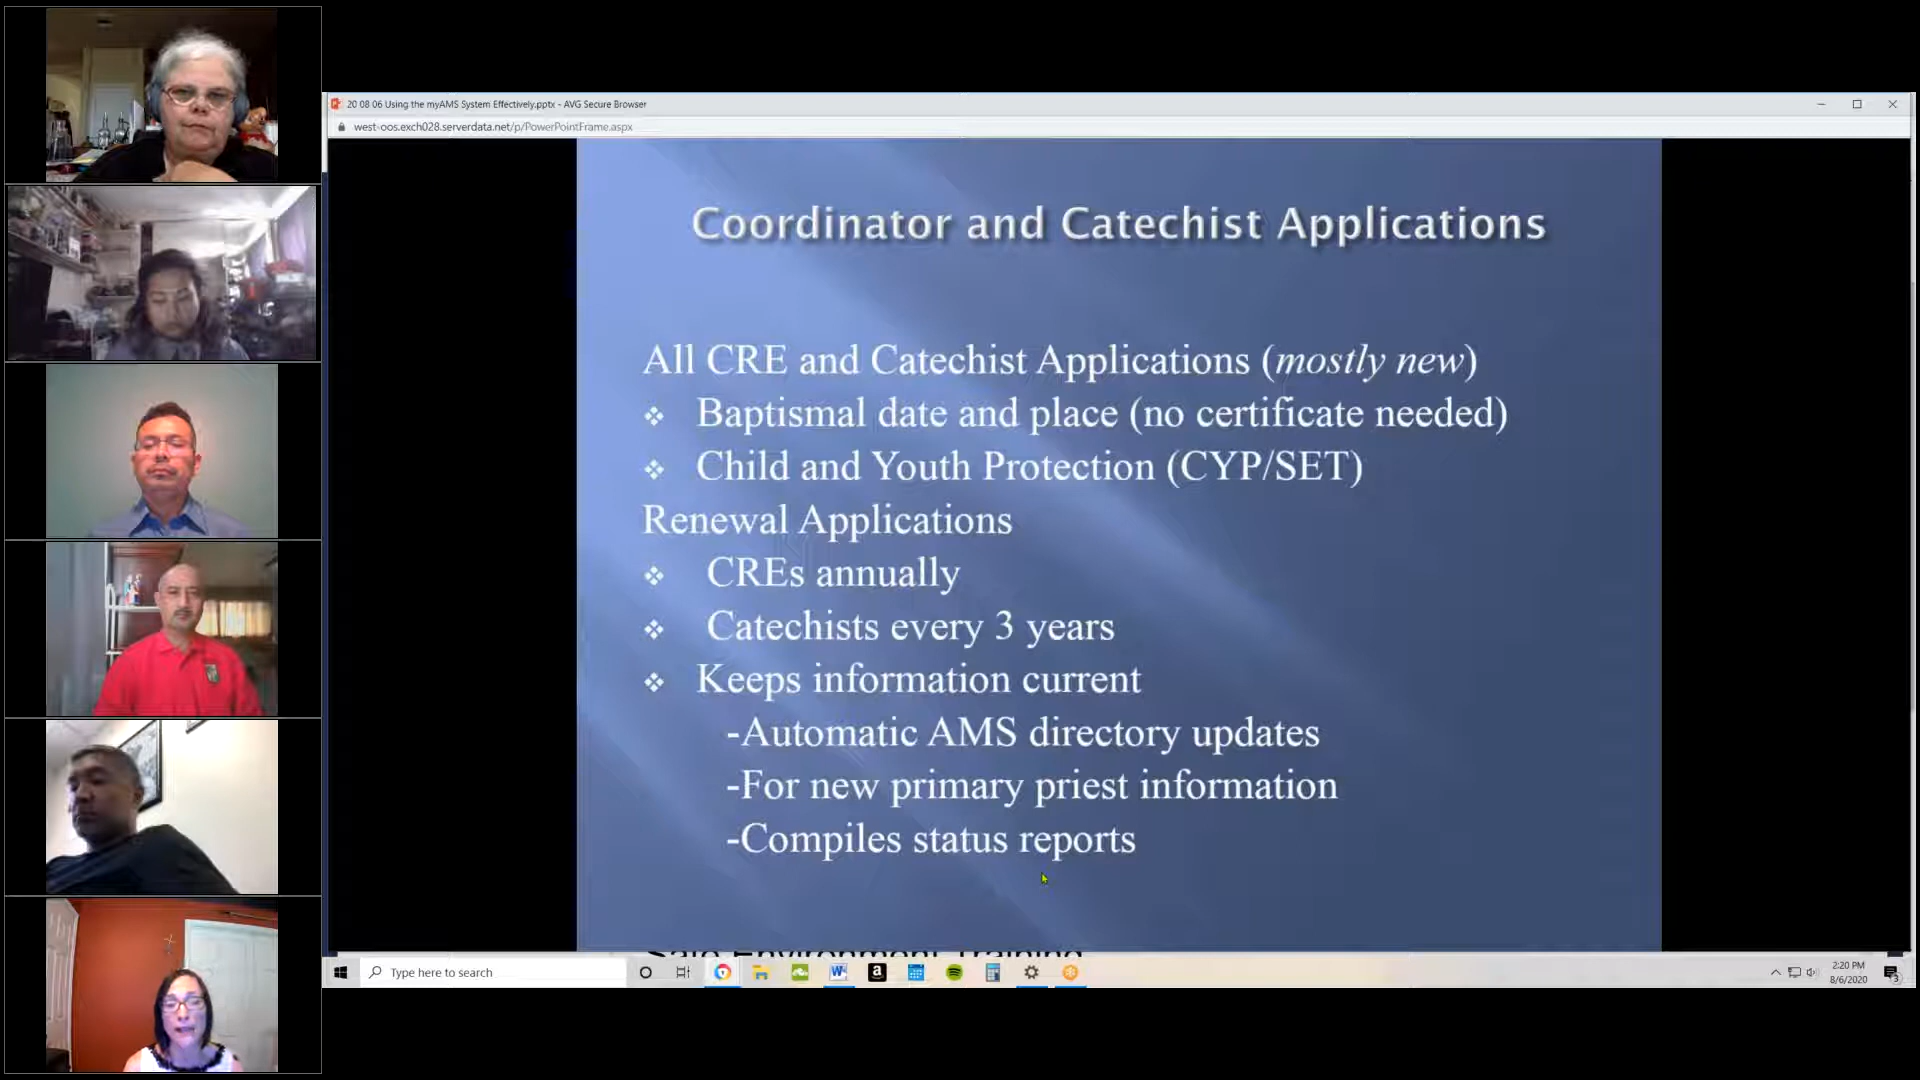 20 08 06 Using the myAMS System Effectively.pptx - AVG Secure Browser
west-oos.exch028.serverdata.net/p/PowerPointFrame.aspx
Coordinator and Catechist Applications
All CRE and Catechist Applications (mostly new)
❖ Baptismal date and place (no certificate needed)
❖ Child and Youth Protection (CYP/SET)
Renewal Applications
❖ CREs annually
❖ Catechists every 3 years
❖ Keeps information current
-Automatic AMS directory updates
-For new primary priest information
-Compiles status reports
Safe Environment Training
Type here to search
2:20 PM
8/6/2020